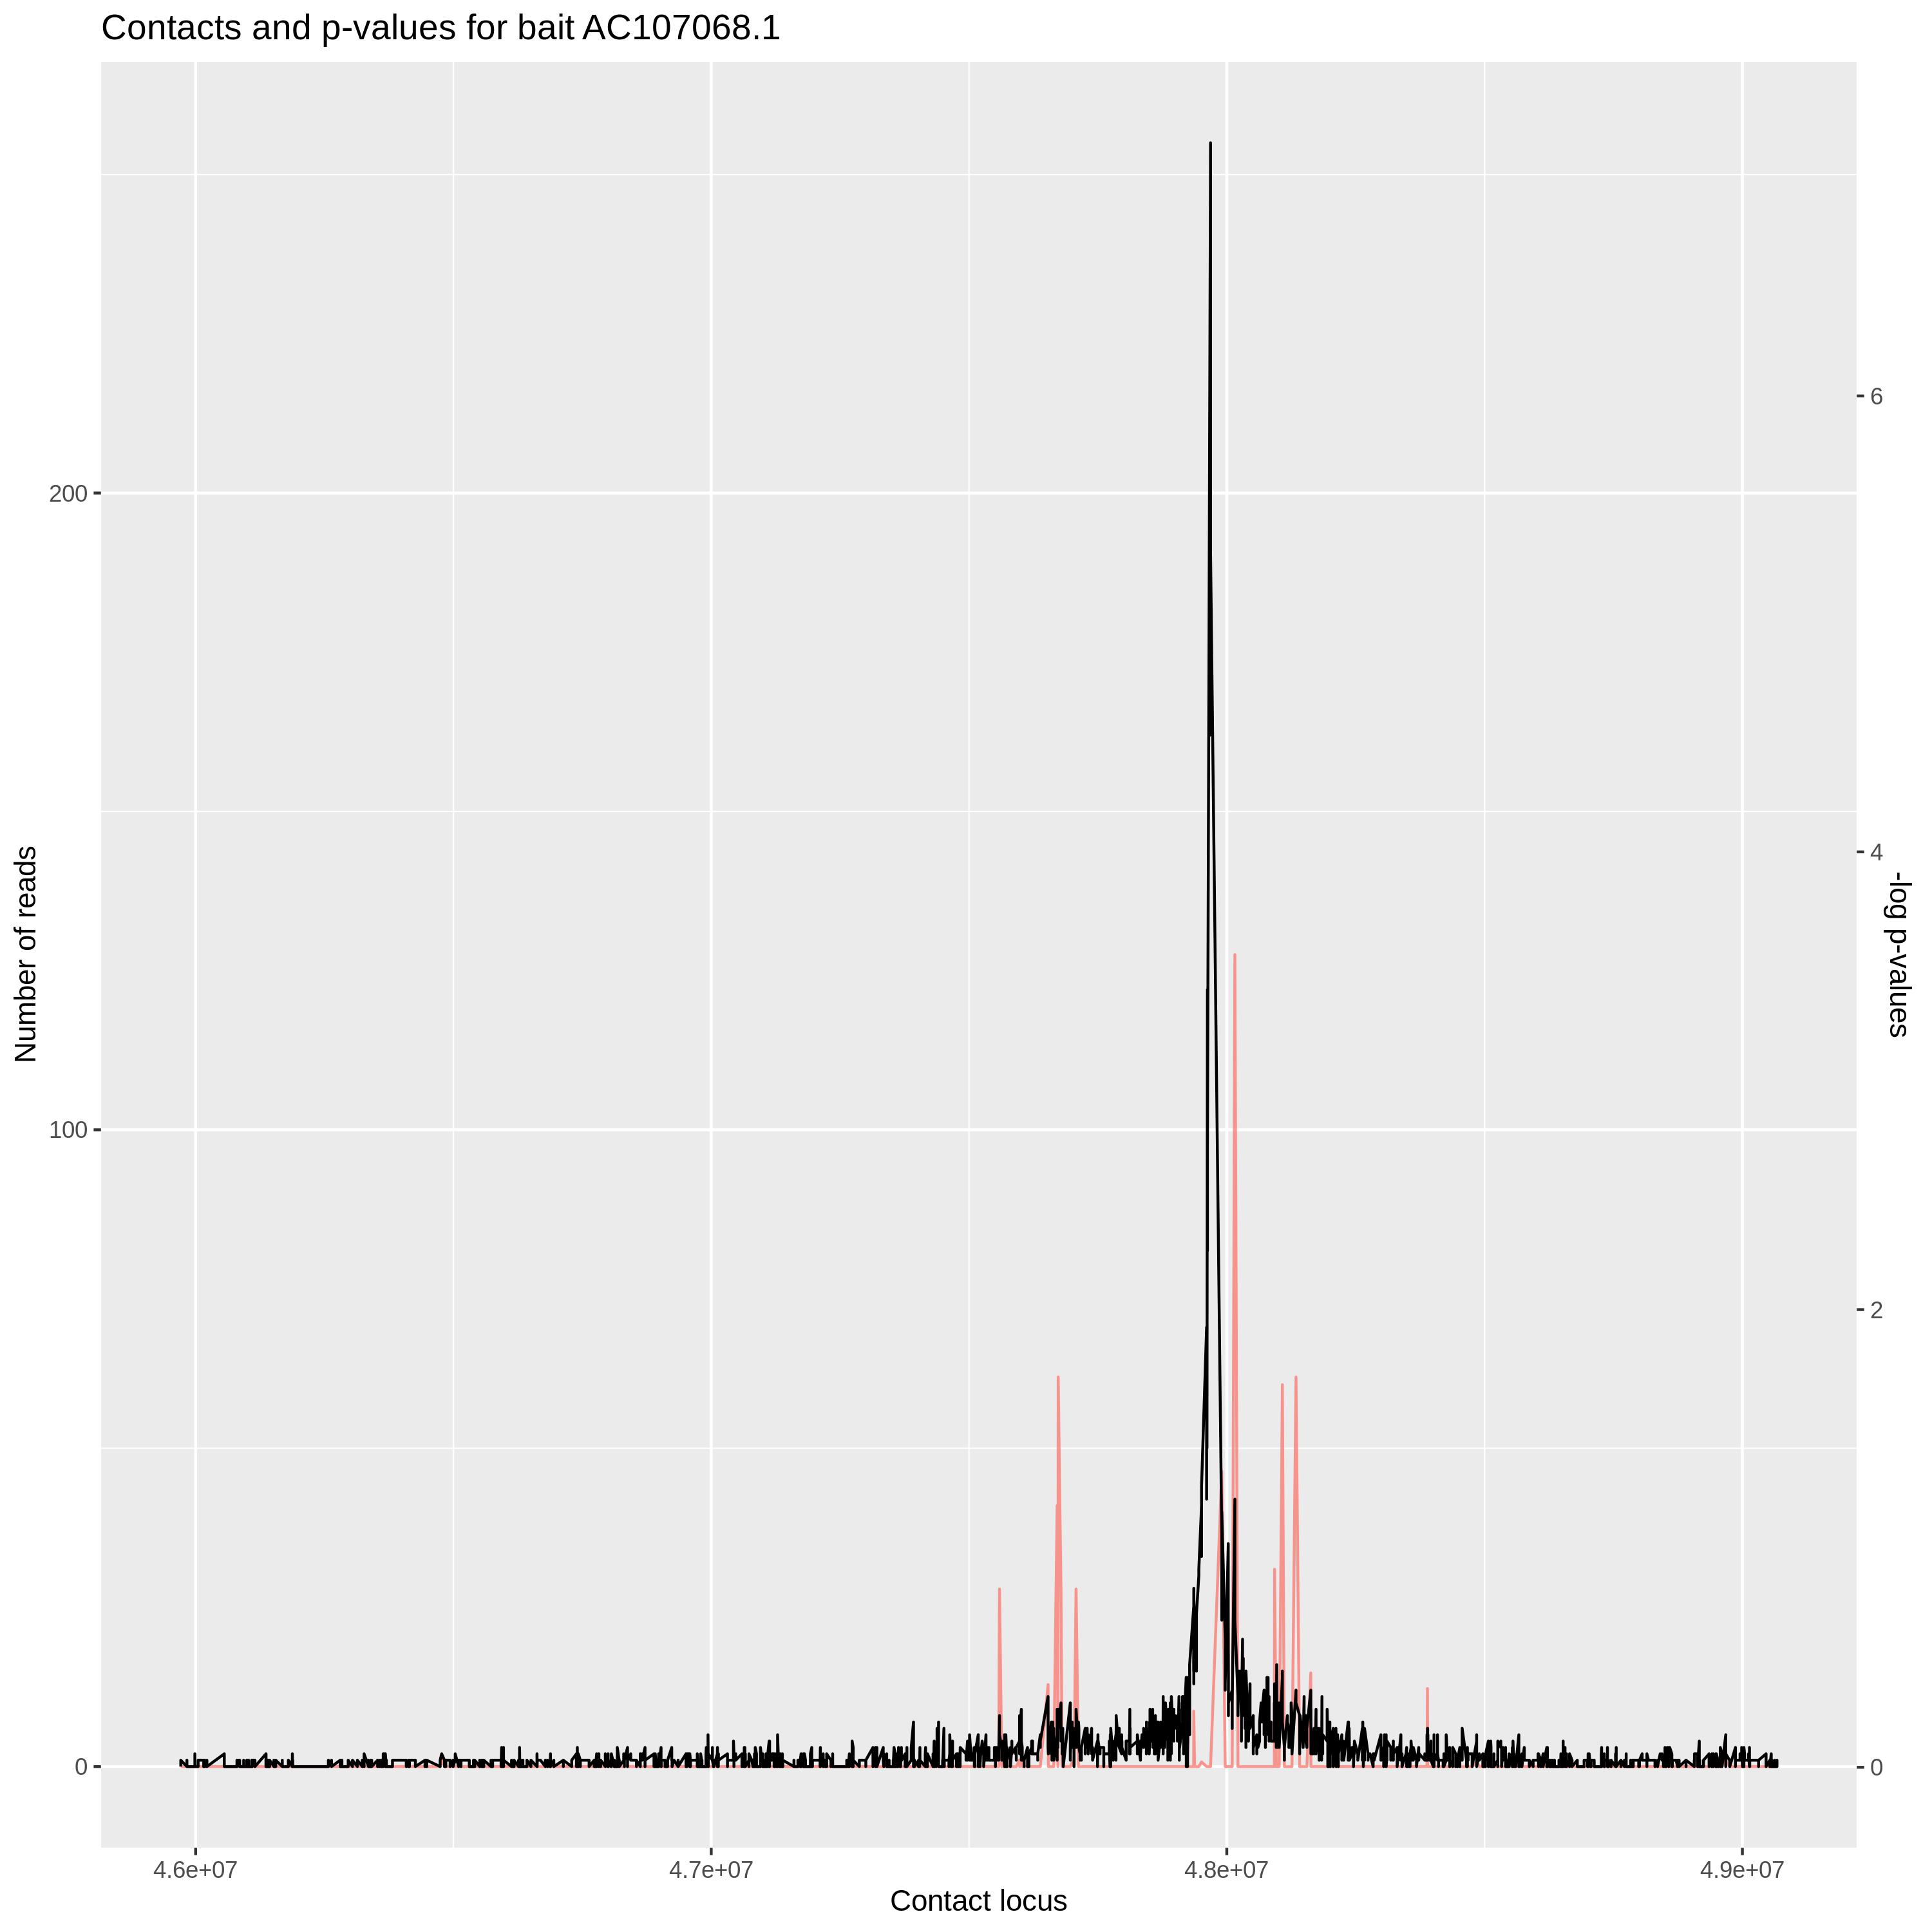 Contacts and p-values for bait AC107068.1
Number of reads
200
100
0
6
4
2
0
-log p-values
4.6e+07 4.7e+07 4.8e+07 4.9e+07
Contact locus